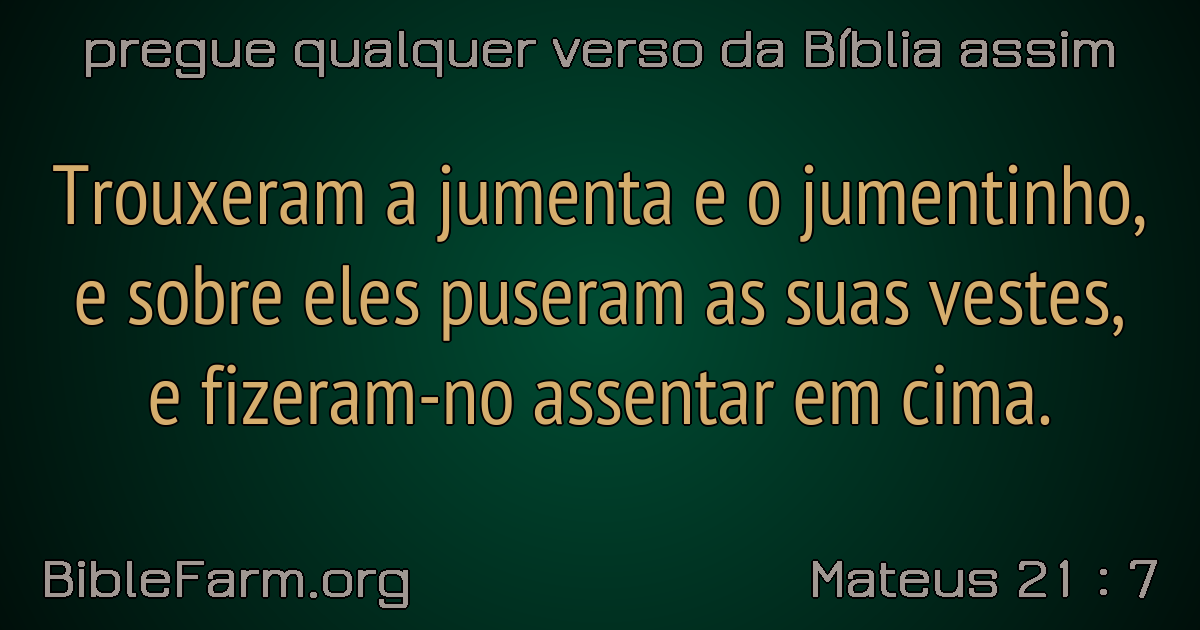 pregue qualquer verso da Bíblia assim
Trouxeram a jumenta e o jumentinho,
e sobre eles puseram as suas vestes,
e fizeram-no assentar em cima.
BibleFarm.org
Mateus 21 : 7